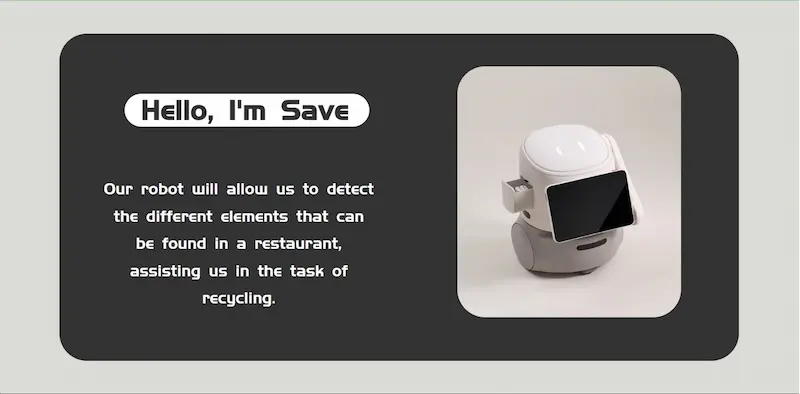 Hello, I'm Save
Our robot will allow us to detect
the different elements that can
be found in a restaurant,
assisting us in the task of
recycling.